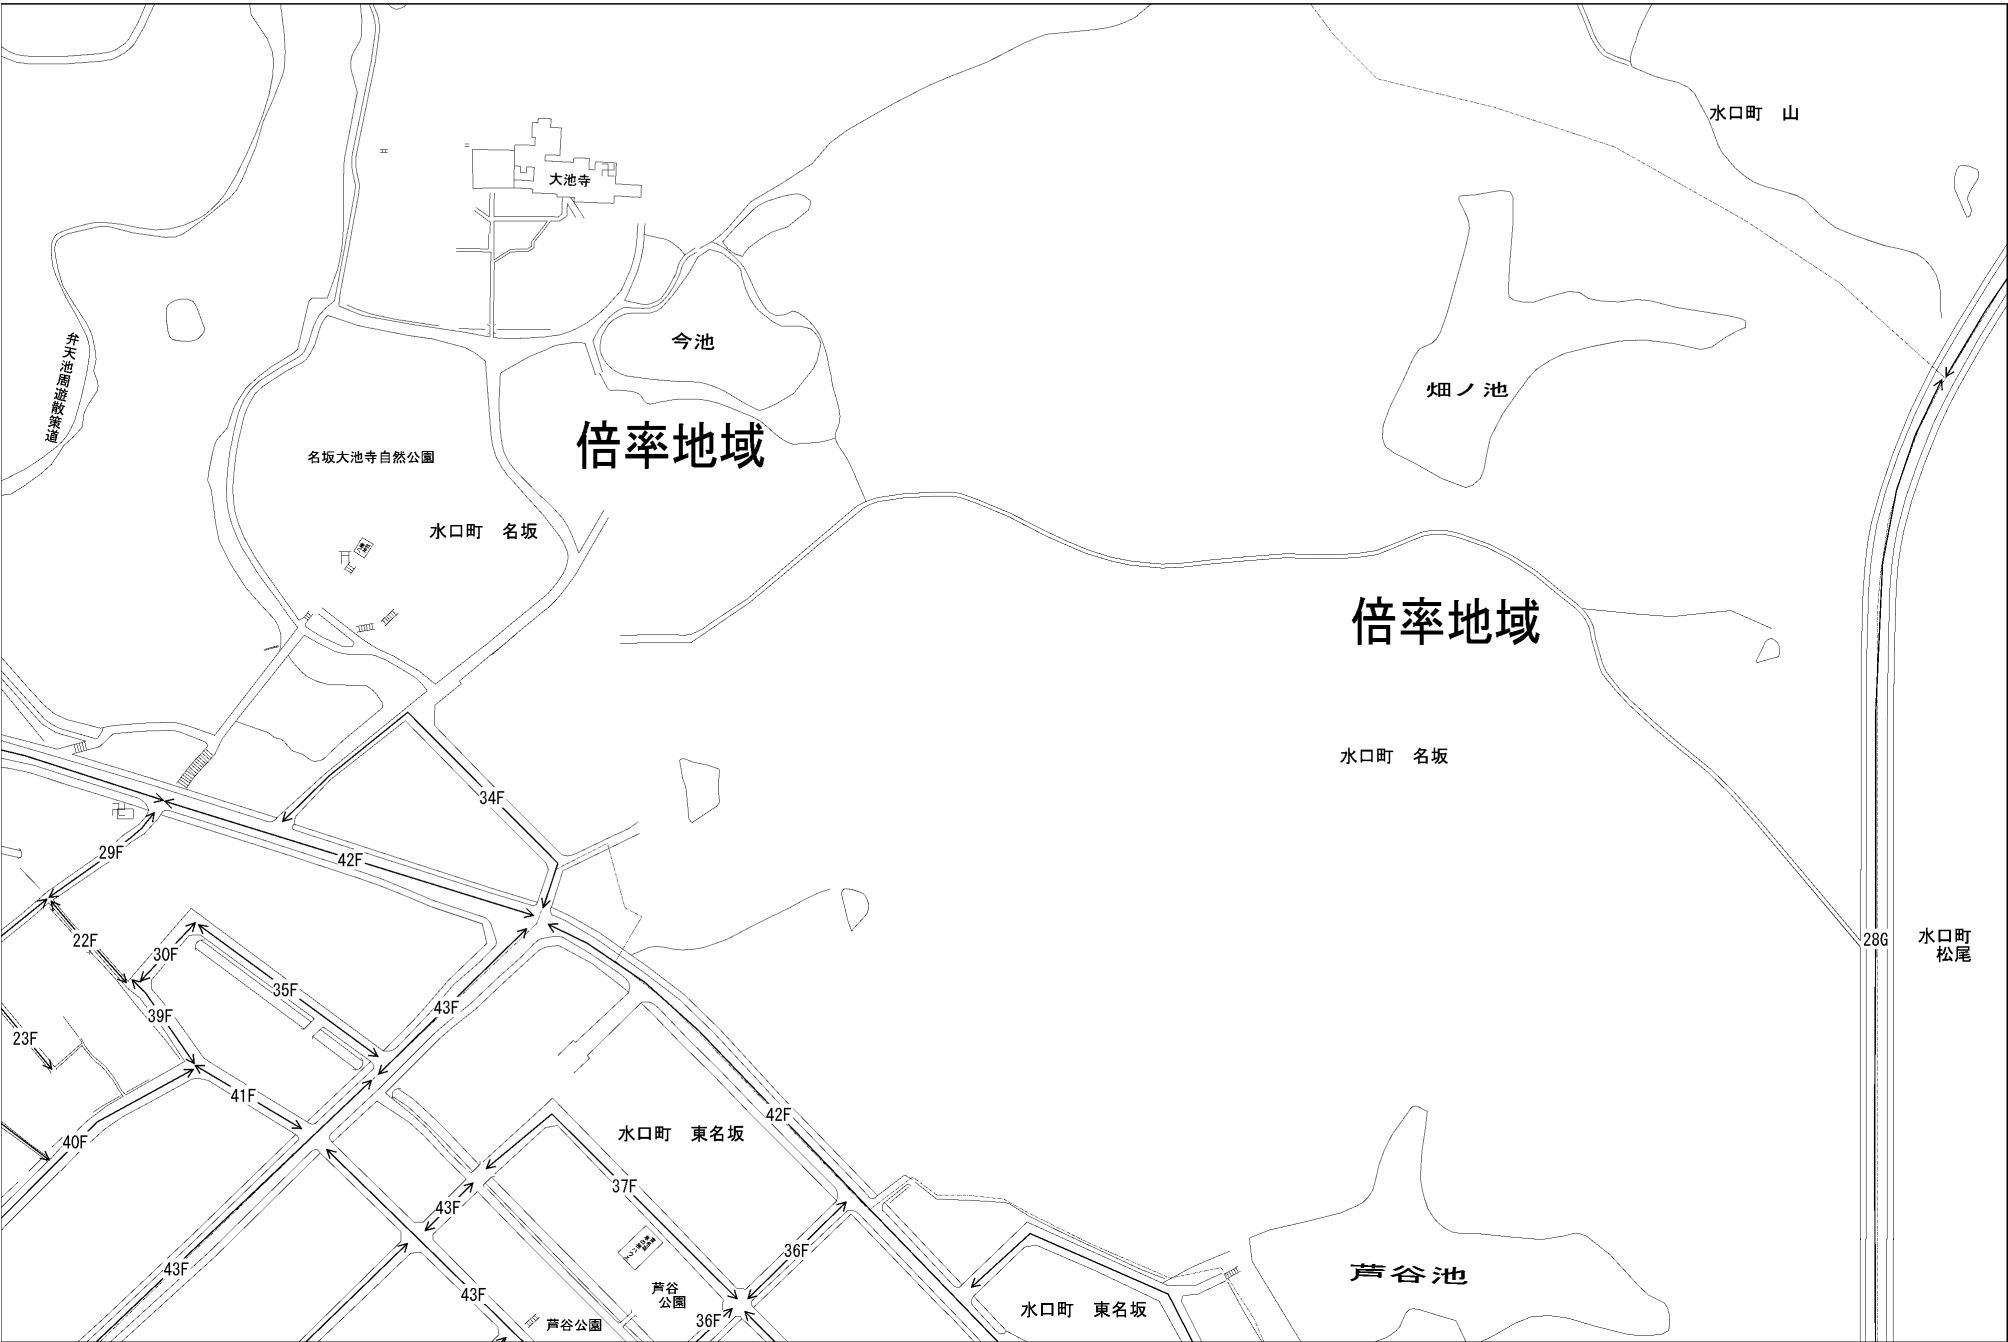 水口町　山
大池寺
今池
弁天池周遊散策道
畑ノ池
倍率地域
名坂大池寺自然公園
水口町　名坂
倍率地域
水口町　名坂
34F
29F
42F
22F
30F
28G
水口町
松尾
35F
43F
39F
23F
41F
42F
40F
水口町　東名坂
37F
43F
36F
43F
芦谷池
芦谷
公園
43F
水口町　東名坂
36F
芦谷公園